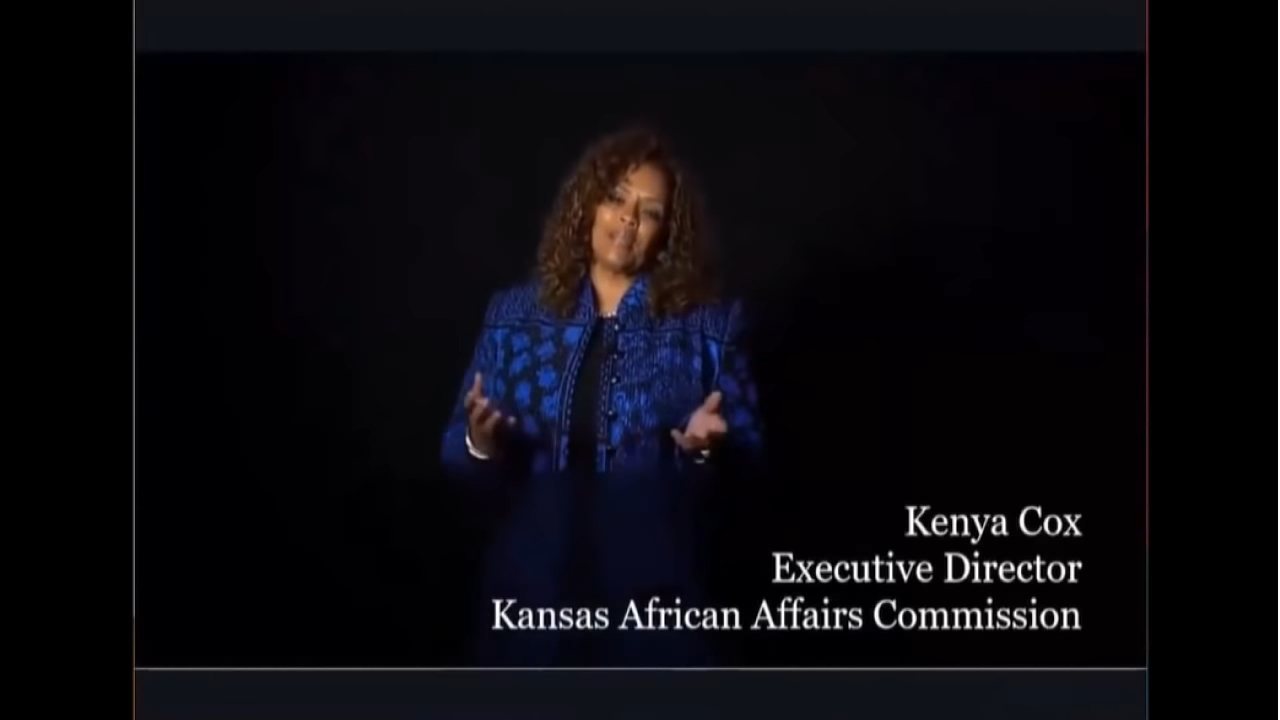 Kenya Cox
Executive Director
Kansas African Affairs Commission